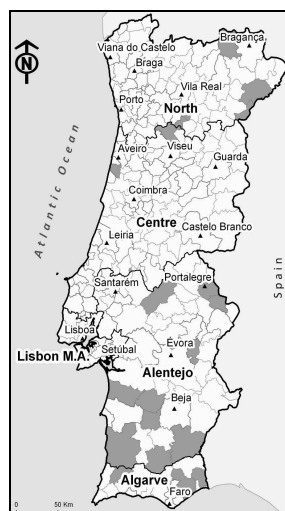 Bragança
Viana do Castelo
N
Braga
Vila Real
Porto
North
Viseu
Aveiro
Guarda
Atlantic Ocean
Coimbra
Centre
Leiria
Castelo Branco
Spain
Portalegre
Santarém
Lisboa
Évora
Lisbon M.A.
Setúbal
Alentejo
Beja
Algarve
Faro
0 50 Km